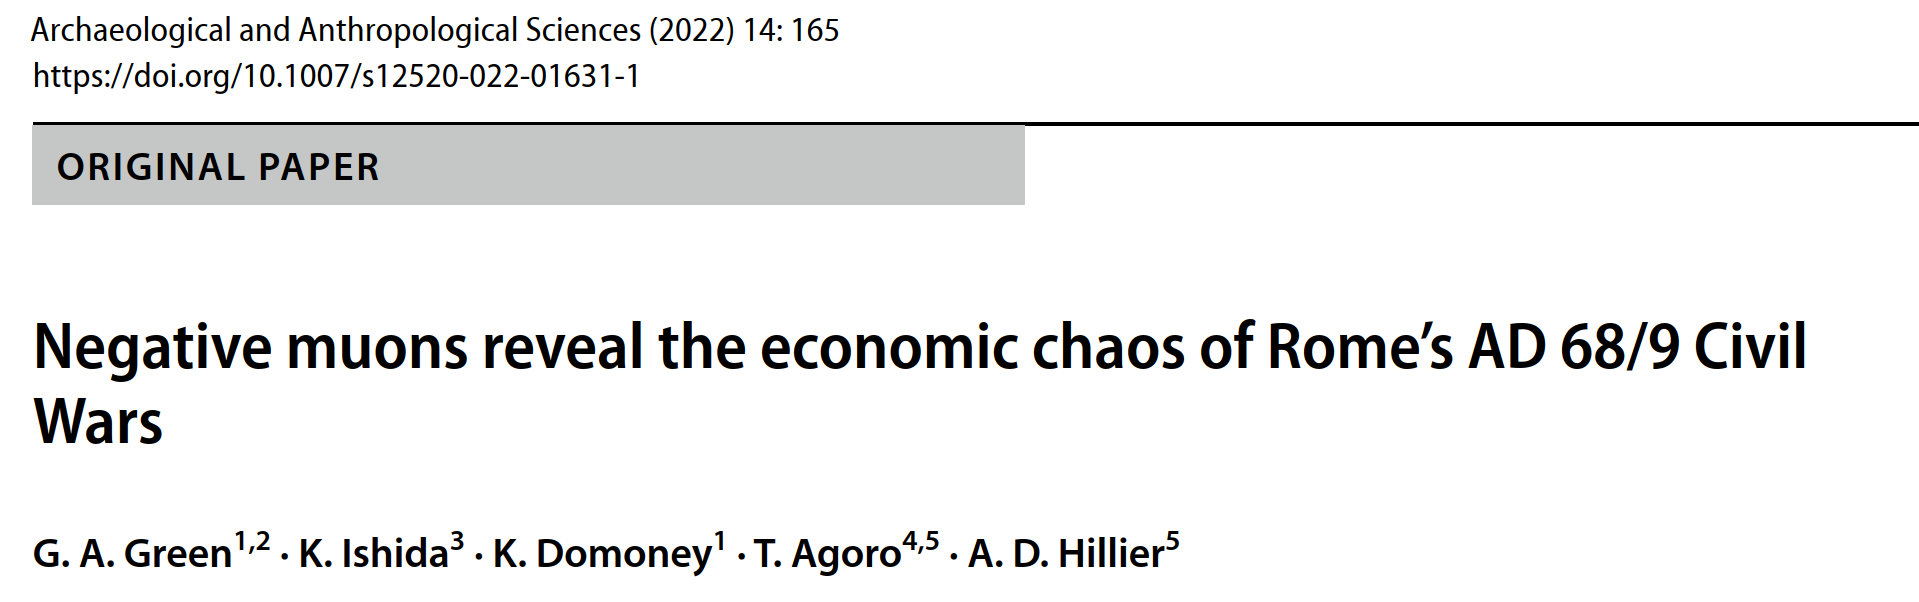 Archaeological and Anthropological Sciences (2022) 14: 165
https://doi.org/10.1007/s12520-022-01631-1
ORIGINAL PAPER
Negative muons reveal the economic chaos of Rome’s AD 68/9 Civil
Wars
G. A. Green1,2 · K. Ishida3 · K. Domoney1 · T. Agoro4,5 · A. D. Hillier5